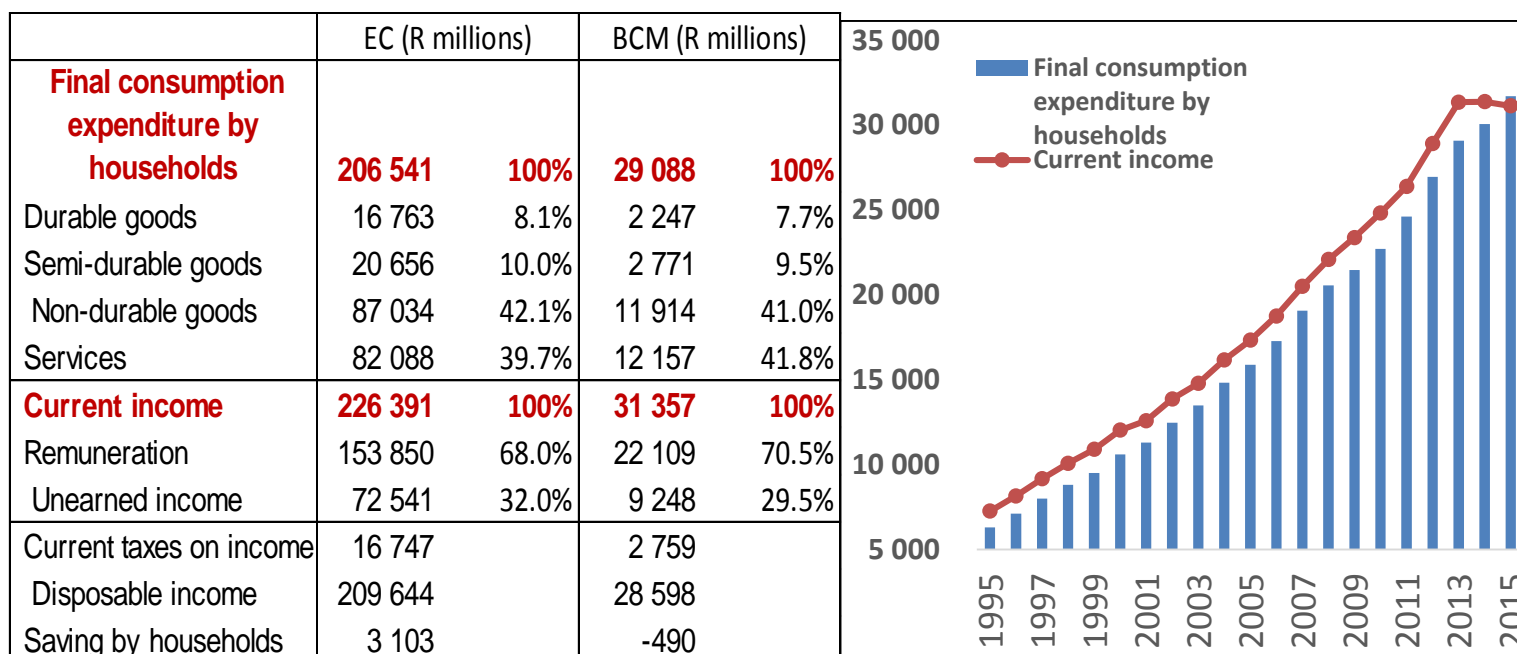 EC (R millions) BCM (R millions)
Final consumption
expenditure by
households 206 541 100% 29 088 100%
Durable goods 16 763 8.1% 2 247 7.7%
Semi-durable goods 20 656 10.0% 2 771 9.5%
Non-durable goods 87 034 42.1% 11 914 41.0%
Services 82 088 39.7% 12 157 41.8%
Current income 226 391 100% 31 357 100%
Remuneration 153 850 68.0% 22 109 70.5%
Unearned income 72 541 32.0% 9 248 29.5%
Current taxes on income 16 747 2 759
Disposable income 209 644 28 598
Saving by households 3 103 -490
35 000
30 000
25 000
20 000
15 000
10 000
5 000
Final consumption
expenditure by
households
Current income
1995
1997
1999
2001
2003
2005
2007
2009
2011
2013
2015